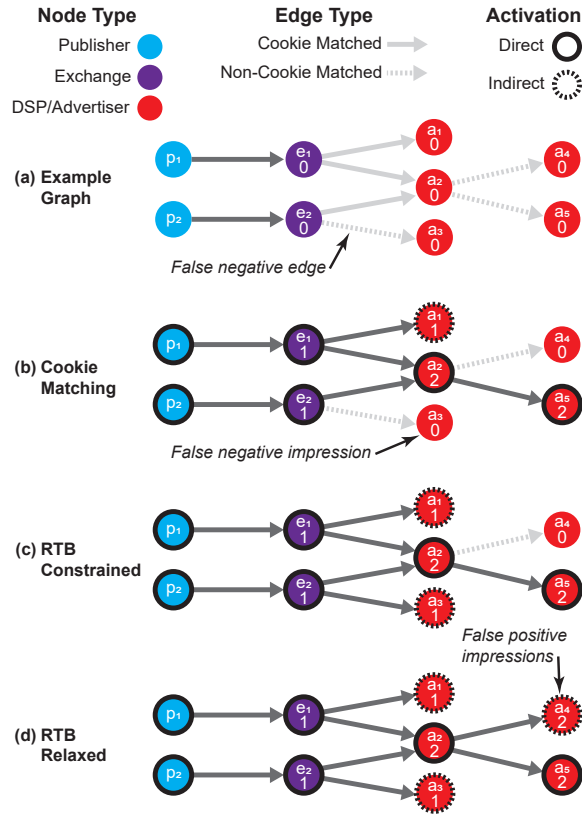 Node Type
Edge Type
Activation
Publisher
Cookie Matched
Direct
Exchange
Non-Cookie Matched
Indirect
DSP/Advertiser
(a) Example
Graph
p₁
e₁
0
a₁
0
a₂
0
a₄
0
p₂
e₂
0
a₃
0
a₅
0
False negative edge
(b) Cookie
Matching
p₁
e₁
1
a₁
1
a₂
2
a₄
0
p₂
e₂
1
a₃
0
a₅
2
False negative impression
(c) RTB
Constrained
p₁
e₁
1
a₁
1
a₂
2
a₄
0
p₂
e₂
1
a₃
1
a₅
2
False positive
impressions
(d) RTB
Relaxed
p₁
e₁
1
a₁
1
a₂
2
a₄
2
p₂
e₂
1
a₃
1
a₅
2